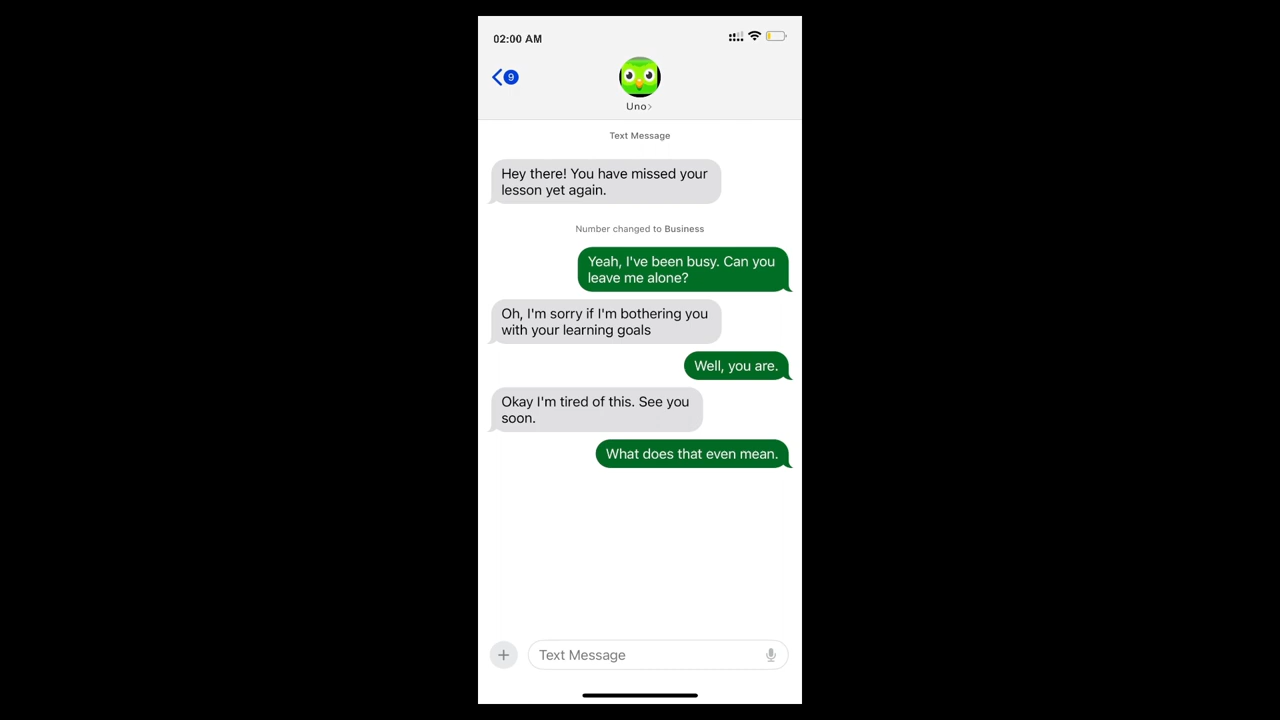 02:00 AM
9
Uno
Text Message
Hey there! You have missed your
lesson yet again.
Number changed to Business
Yeah, I've been busy. Can you
leave me alone?
Oh, I'm sorry if I'm bothering you
with your learning goals
Well, you are.
Okay I'm tired of this. See you
soon.
What does that even mean.
Text Message